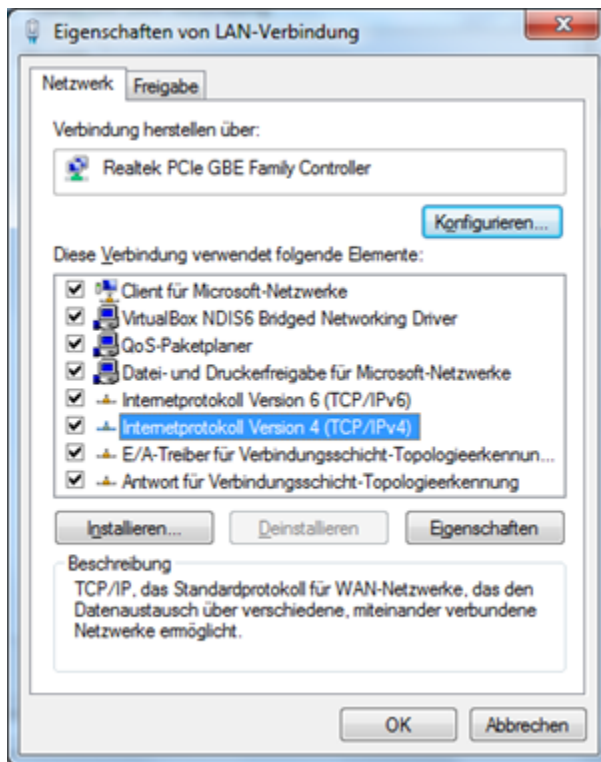 Eigenschaften von LAN-Verbindung
Netzwerk
Freigabe
Verbindung herstellen über:
Realtek PCIe GBE Family Controller
Konfigurieren...
Diese Verbindung verwendet folgende Elemente:
Client für Microsoft-Netzwerke
VirtualBox NDIS6 Bridged Networking Driver
QoS-Paketplaner
Datei- und Druckerfreigabe für Microsoft-Netzwerke
Internetprotokoll Version 6 (TCP/IPv6)
Internetprotokoll Version 4 (TCP/IPv4)
E/A-Treiber für Verbindungsschicht-Topologieerkennun...
Antwort für Verbindungsschicht-Topologieerkennung
Installieren...
Deinstallieren
Eigenschaften
Beschreibung
TCP/IP, das Standardprotokoll für WAN-Netzwerke, das den
Datenaustausch über verschiedene, miteinander verbundene
Netzwerke ermöglicht.
OK
Abbrechen